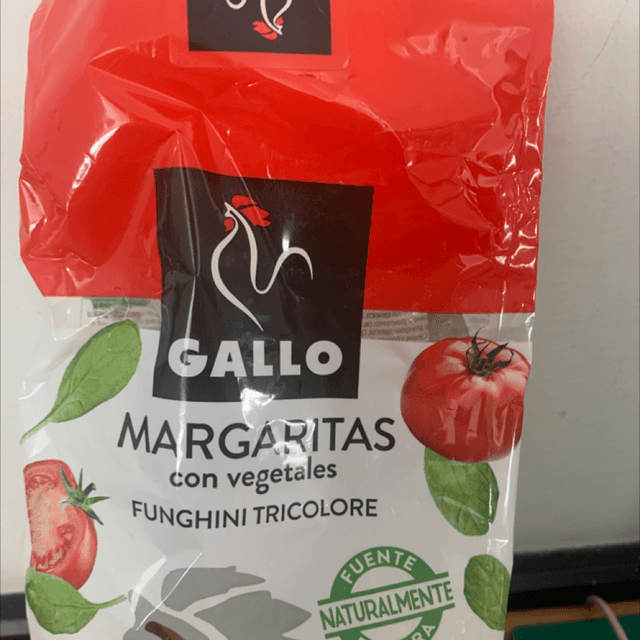 GALLO
MARGARITAS
con vegetales
FUNGHINI TRICOLORE
FUENTE
NATURALMENTE